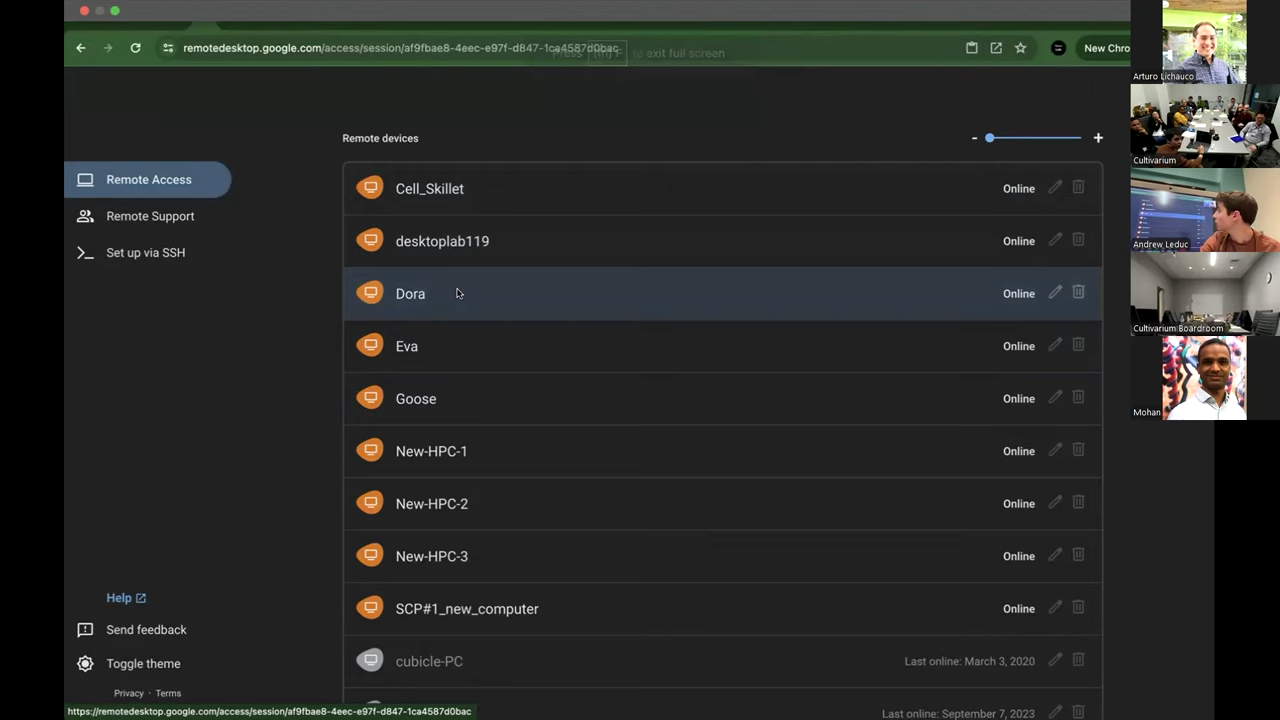 remotedesktop.google.com/access/session/af9fbae8-4eec-e97f-d847-1ca4587d0bac
to exit full screen
New Chro
Remote devices
- +
Remote Access
Remote Support
Set up via SSH
Cell_Skillet Online
desktoplab119 Online
Dora Online
Eva Online
Goose Online
New-HPC-1 Online
New-HPC-2 Online
New-HPC-3 Online
SCP#1_new_computer Online
cubicle-PC Last online: March 3, 2020
Last online: September 7, 2023
Help
Send feedback
Toggle theme
Privacy · Terms
https://remotedesktop.google.com/access/session/af9fbae8-4eec-e97f-d847-1ca4587d0bac
Arturo Lichauco
Cultivarium
Andrew Leduc
Cultivarium Boardroom
Mohan